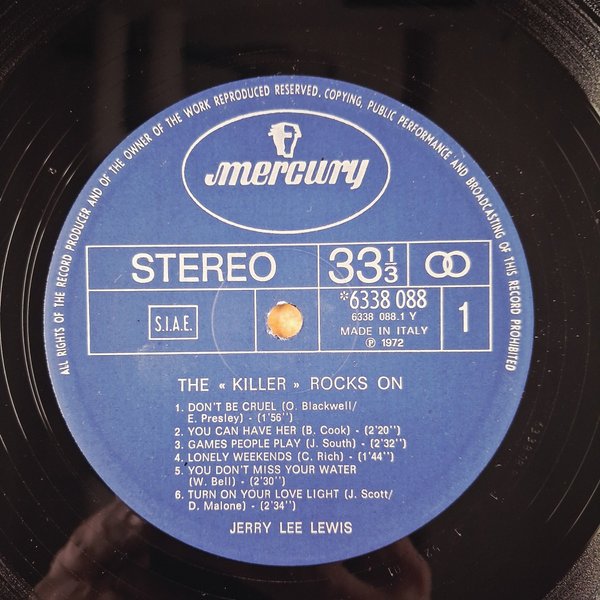 ALL RIGHTS OF THE RECORD PRODUCER AND OF THE OWNER OF THE WORK REPRODUCED RESERVED. COPYING, PUBLIC PERFORMANCE AND BROADCASTING OF THIS RECORD PROHIBITED
mercury
STEREO
33 1/3
*6338 088
6338 088.1 Y
MADE IN ITALY
℗ 1972
1
S.I.A.E.
THE « KILLER » ROCKS ON
1. DON'T BE CRUEL (O. Blackwell/
E. Presley) - (1'56'')
2. YOU CAN HAVE HER (B. Cook) - (2'20'')
3. GAMES PEOPLE PLAY (J. South) - (2'32'')
4. LONELY WEEKENDS (C. Rich) - (1'44'')
5. YOU DON'T MISS YOUR WATER
(W. Bell) - (2'30'')
6. TURN ON YOUR LOVE LIGHT (J. Scott/
D. Malone) - (2'34'')
JERRY LEE LEWIS